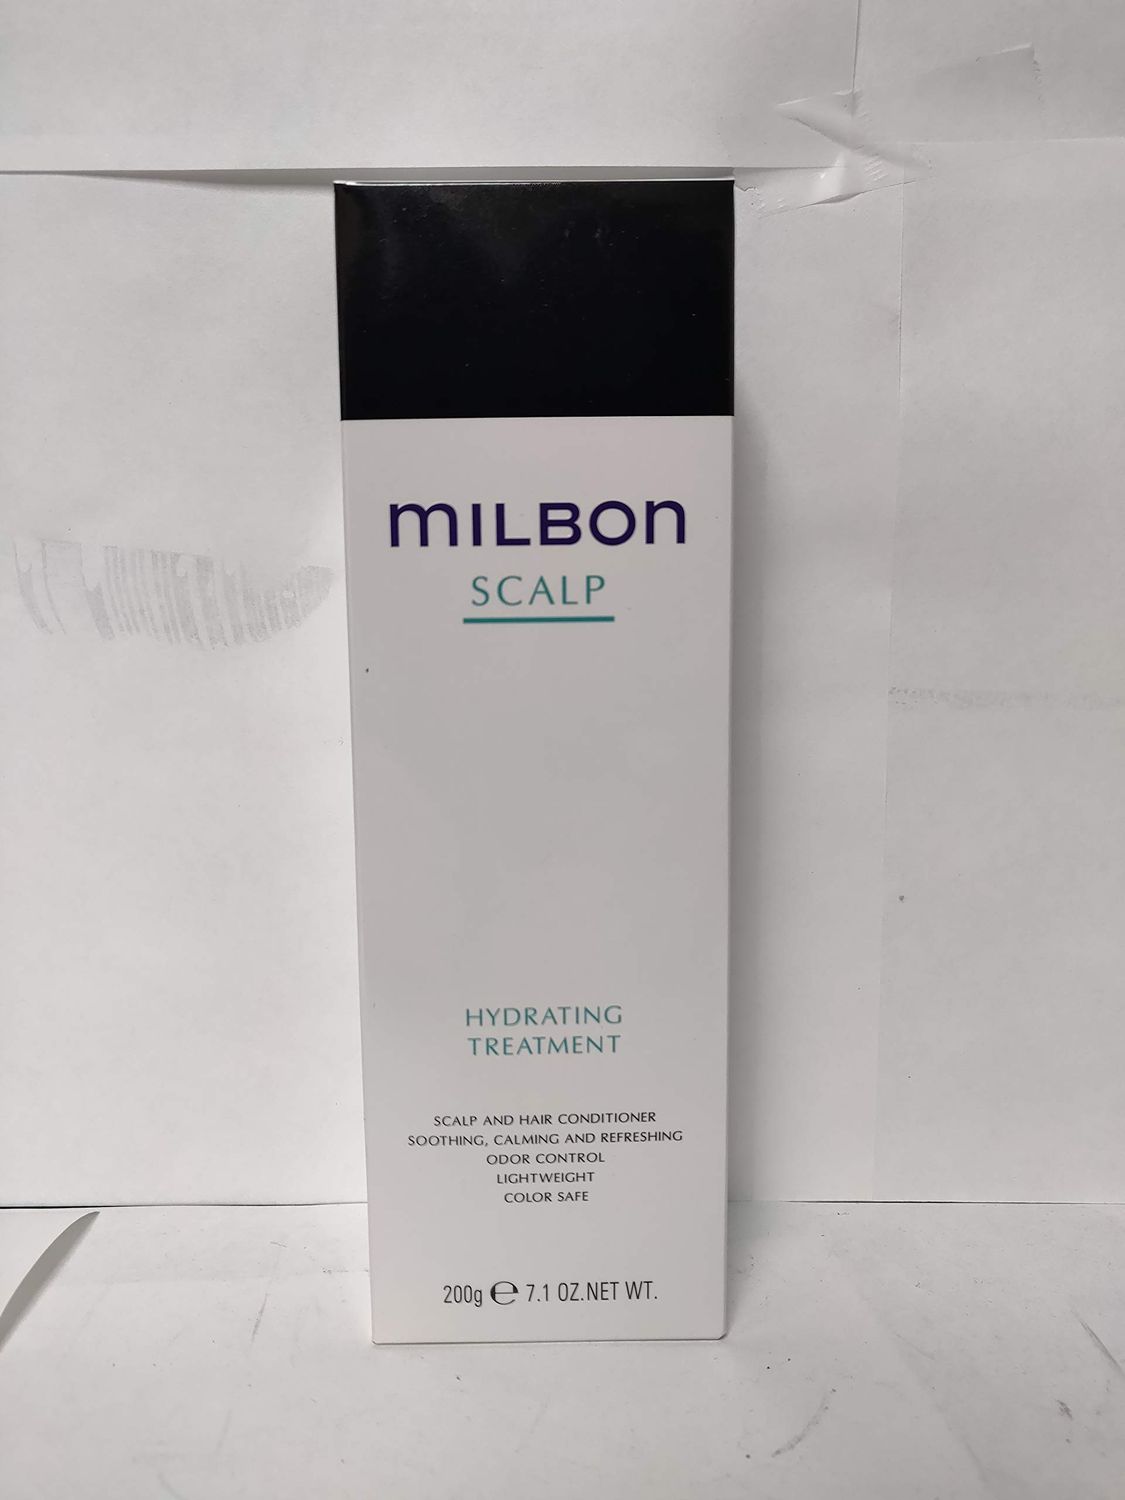 MILBON
SCALP
HYDRATING
TREATMENT
SCALP AND HAIR CONDITIONER
SOOTHING, CALMING AND REFRESHING
ODOR CONTROL
LIGHTWEIGHT
COLOR SAFE
200g ℮ 7.1 OZ.NET WT.